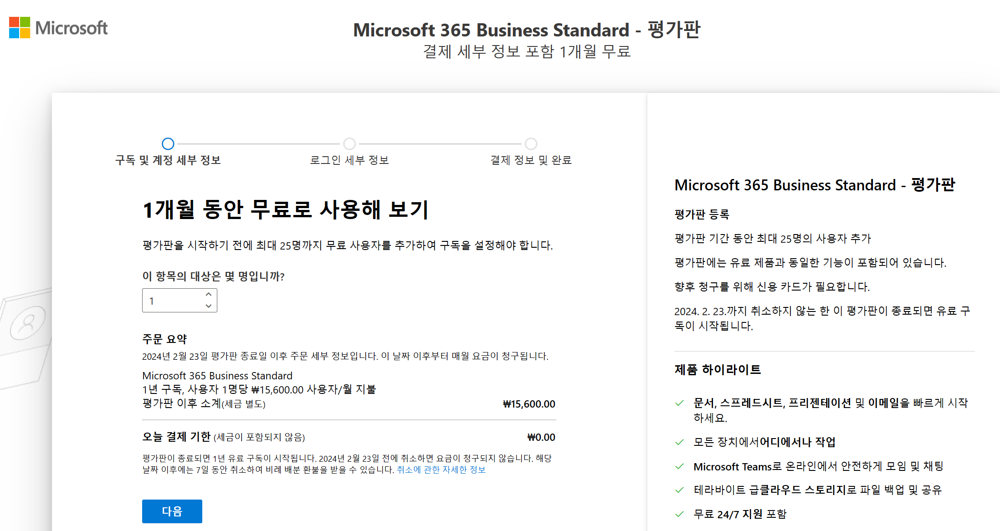 Microsoft
Microsoft 365 Business Standard - 평가판
결제 세부 정보 포함 1개월 무료
구독 및 계정 세부 정보
로그인 세부 정보
결제 정보 및 완료
1개월 동안 무료로 사용해 보기
평가판을 시작하기 전에 최대 25명까지 무료 사용자를 추가하여 구독을 설정해야 합니다.
이 항목의 대상은 몇 명입니까?
1
주문 요약
2024년 2월 23일 평가판 종료일 이후 주문 세부 정보입니다. 이 날짜 이후부터 매월 요금이 청구됩니다.
Microsoft 365 Business Standard
1년 구독, 사용자 1명당 ₩15,600.00 사용자/월 지불
평가판 이후 소계(세금 별도) ₩15,600.00
오늘 결제 기한 (세금이 포함되지 않음) ₩0.00
평가판이 종료되면 1년 유료 구독이 시작됩니다. 2024년 2월 23일 전에 취소하면 요금이 청구되지 않습니다. 해당
날짜 이후에는 7일 동안 취소하여 비례 배분 환불을 받을 수 있습니다. 취소에 관한 자세한 정보
다음
Microsoft 365 Business Standard - 평가판
평가판 등록
평가판 기간 동안 최대 25명의 사용자 추가
평가판에는 유료 제품과 동일한 기능이 포함되어 있습니다.
향후 청구를 위해 신용 카드가 필요합니다.
2024. 2. 23.까지 취소하지 않는 한 이 평가판이 종료되면 유료 구
독이 시작됩니다.
제품 하이라이트
문서, 스프레드시트, 프리젠테이션 및 이메일을 빠르게 시작
하세요.
모든 장치에서어디에서나 작업
Microsoft Teams로 온라인에서 안전하게 모임 및 채팅
테라바이트 급클라우드 스토리지로 파일 백업 및 공유
무료 24/7 지원 포함